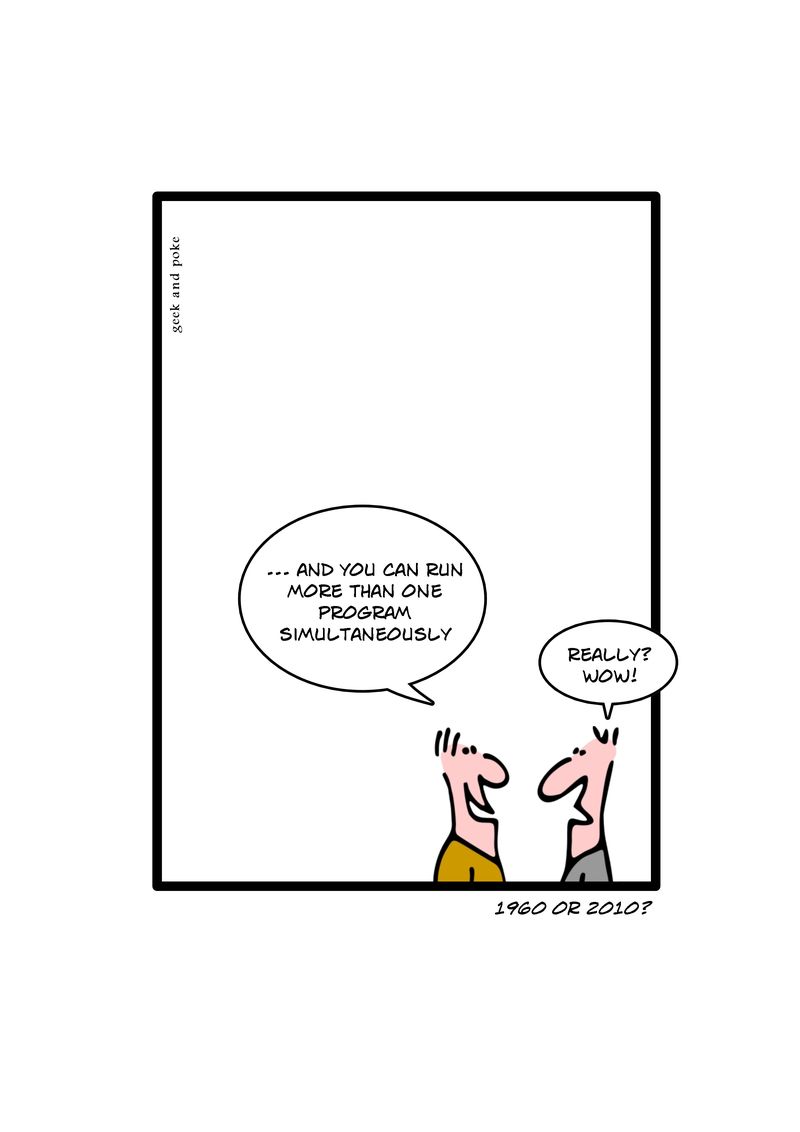 geek and poke
... AND YOU CAN RUN
MORE THAN ONE
PROGRAM
SIMULTANEOUSLY
REALLY?
WOW!
1960 OR 2010?